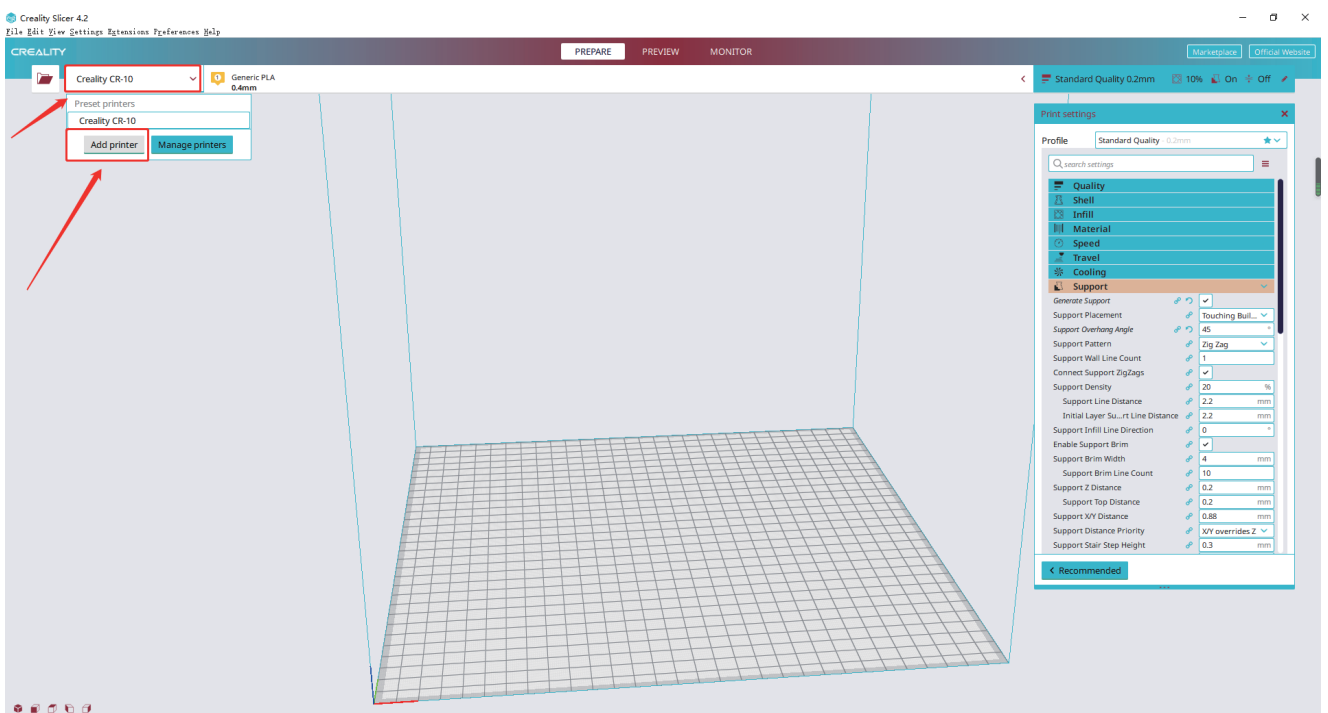 Creality Slicer 4.2
File Edit View Settings Extensions Preferences Help
CREALITY
PREPARE PREVIEW MONITOR
Marketplace Official Website
Creality CR-10
Generic PLA
0.4mm
Standard Quality 0.2mm 10% On Off
Preset printers
Creality CR-10
Add printer Manage printers
Print settings
Profile Standard Quality 0.2mm
search settings
Quality
Shell
Infill
Material
Speed
Travel
Cooling
Support
Generate Support
Support Placement Touching Buil...
Support Overhang Angle 45 °
Support Pattern Zig Zag
Support Wall Line Count 1
Connect Support ZigZags
Support Density 20 %
Support Line Distance 2.2 mm
Initial Layer Su...rt Line Distance 2.2 mm
Support Infill Line Direction 0 °
Enable Support Brim
Support Brim Width 4 mm
Support Brim Line Count 10
Support Z Distance 0.2 mm
Support Top Distance 0.2 mm
Support X/Y Distance 0.88 mm
Support Distance Priority X/Y overrides Z
Support Stair Step Height 0.3 mm
Recommended